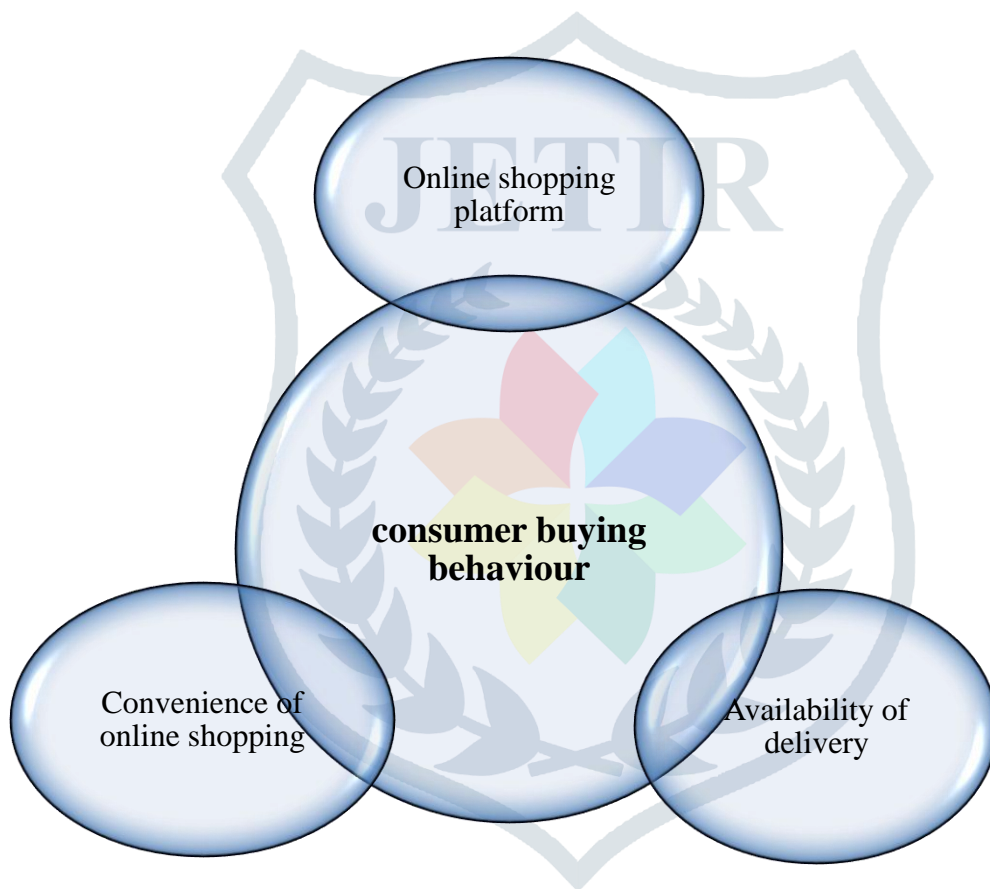 JETIR
Online shopping
platform
consumer buying
behaviour
Convenience of
online shopping
Availability of
delivery